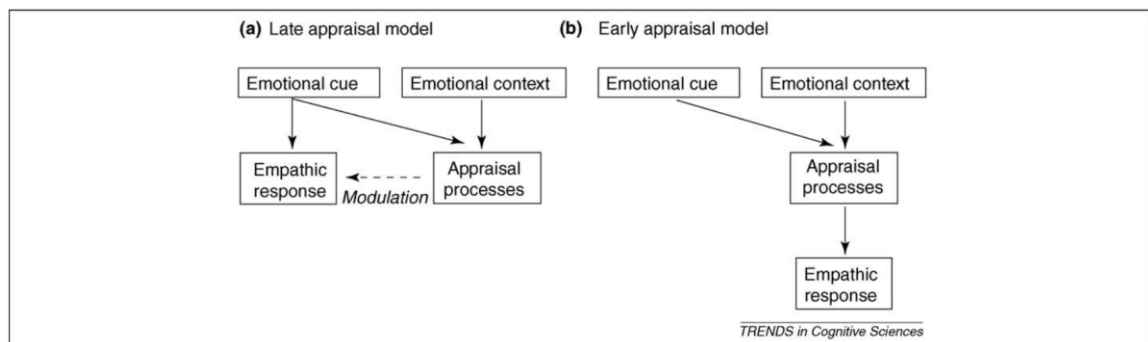 (a) Late appraisal model
Emotional cue
Emotional context
Empathic
response
Modulation
Appraisal
processes
(b) Early appraisal model
Emotional cue
Emotional context
Appraisal
processes
Empathic
response
TRENDS in Cognitive Sciences